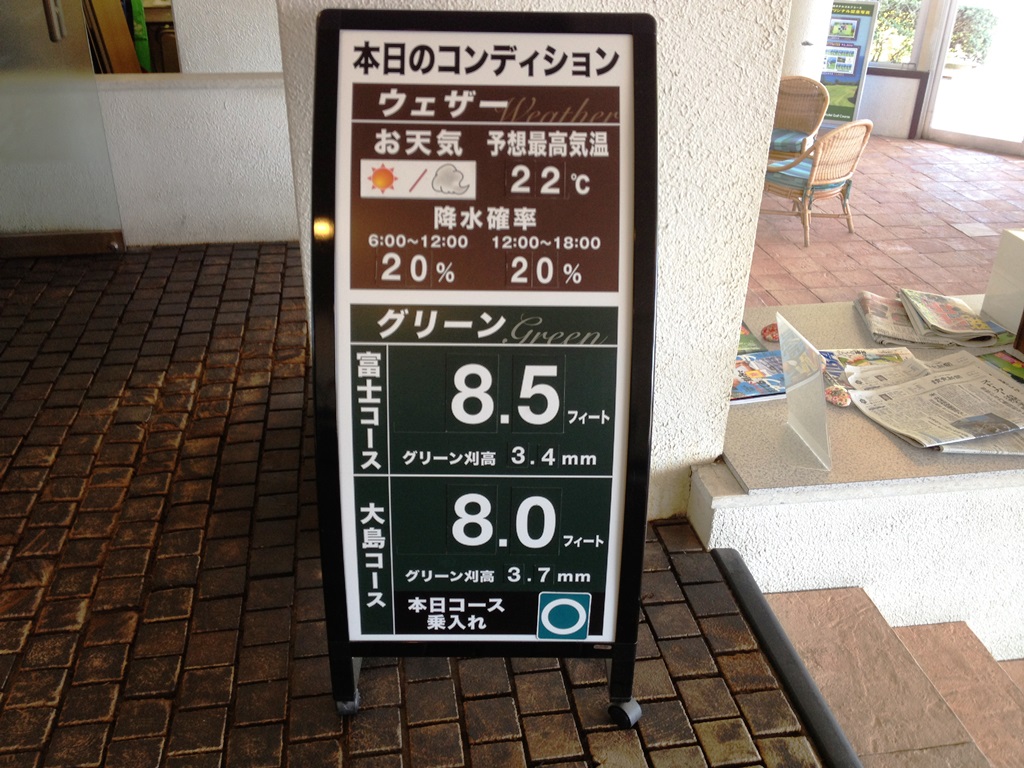 本日のコンディション
ウェザー Weather
お天気 予想最高気温
22℃
降水確率
6:00~12:00 12:00~18:00
20% 20%
グリーン Green
富士コース
8.5フィート
グリーン刈高 3.4mm
大島コース
8.0フィート
グリーン刈高 3.7mm
本日コース
乗入れ